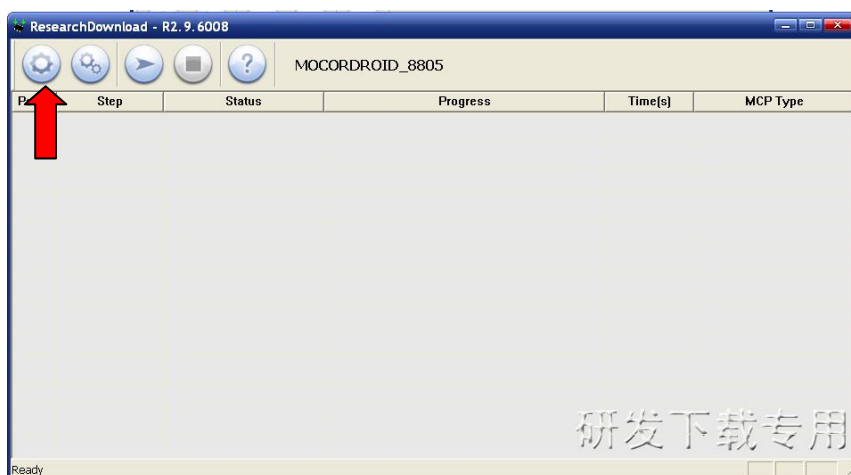 ResearchDownload - R2.9.6008
MOCORDROID_8805
Step Status Progress Time(s) MCP Type
研发下载专用
Ready